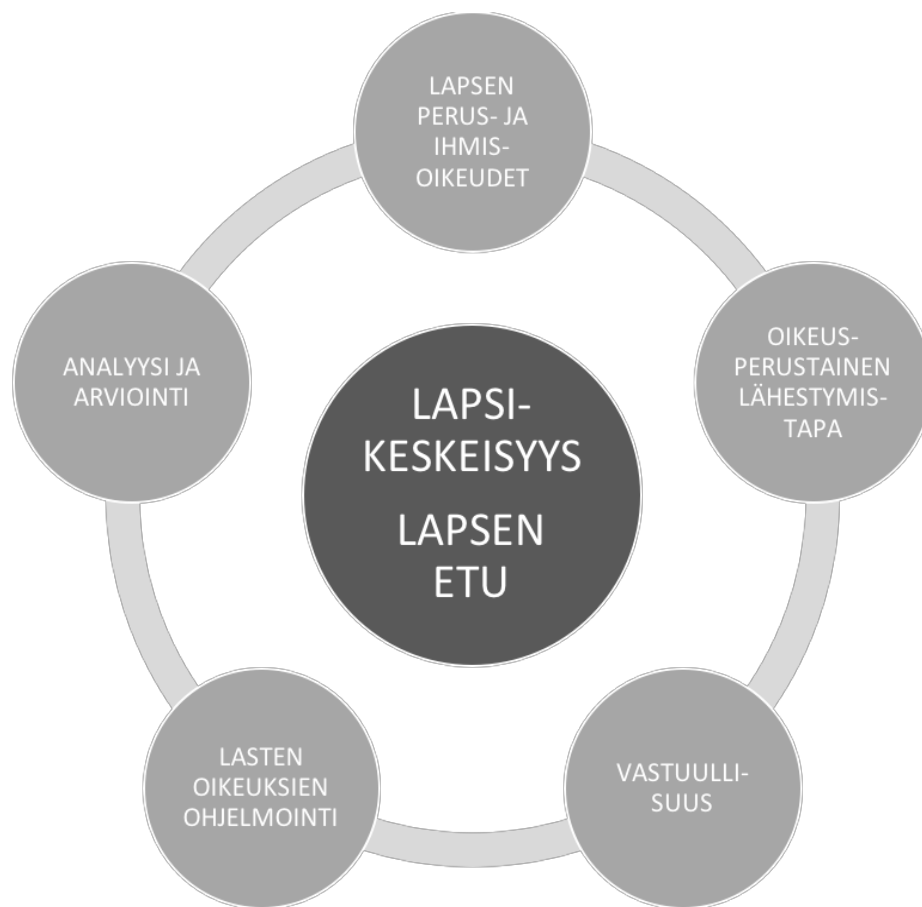 LAPSEN
PERUS- JA
IHMIS-
OIKEUDET
OIKEUS-
PERUSTAINEN
LÄHESTYMIS-
TAPA
VASTUULLI-
SUUS
LASTEN
OIKEUKSIEN
OHJELMOINTI
ANALYYSI JA
ARVIOINTI
LAPSI-
KESKEISYYS
LAPSEN
ETU